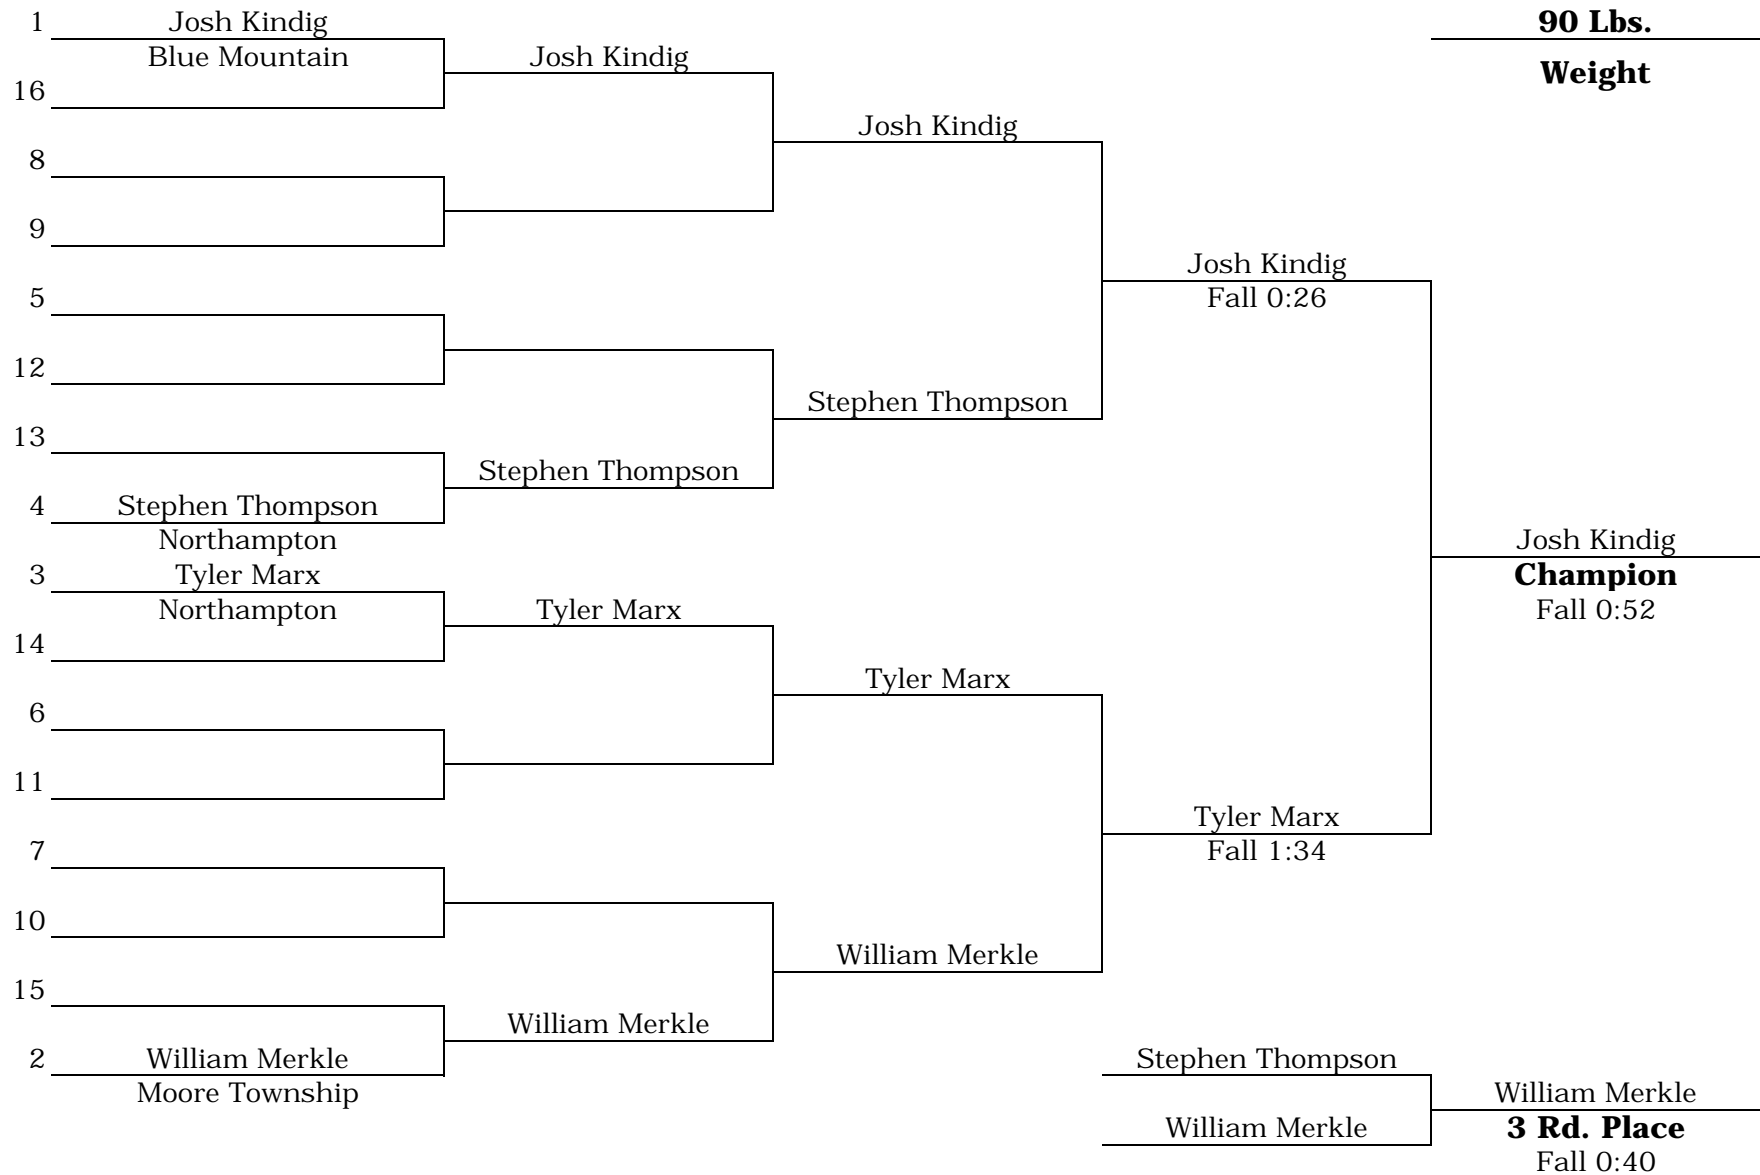 1 Josh Kindig
Blue Mountain
16
8
9
5
12
13
4 Stephen Thompson
Northampton
3 Tyler Marx
Northampton
14
6
11
7
10
15
2 William Merkle
Moore Township
Josh Kindig
Stephen Thompson
Tyler Marx
William Merkle
Josh Kindig
Stephen Thompson
Tyler Marx
William Merkle
Josh Kindig
Fall 0:26
Tyler Marx
Fall 1:34
Stephen Thompson
William Merkle
90 Lbs.
Weight
Josh Kindig
Champion
Fall 0:52
William Merkle
3 Rd. Place
Fall 0:40